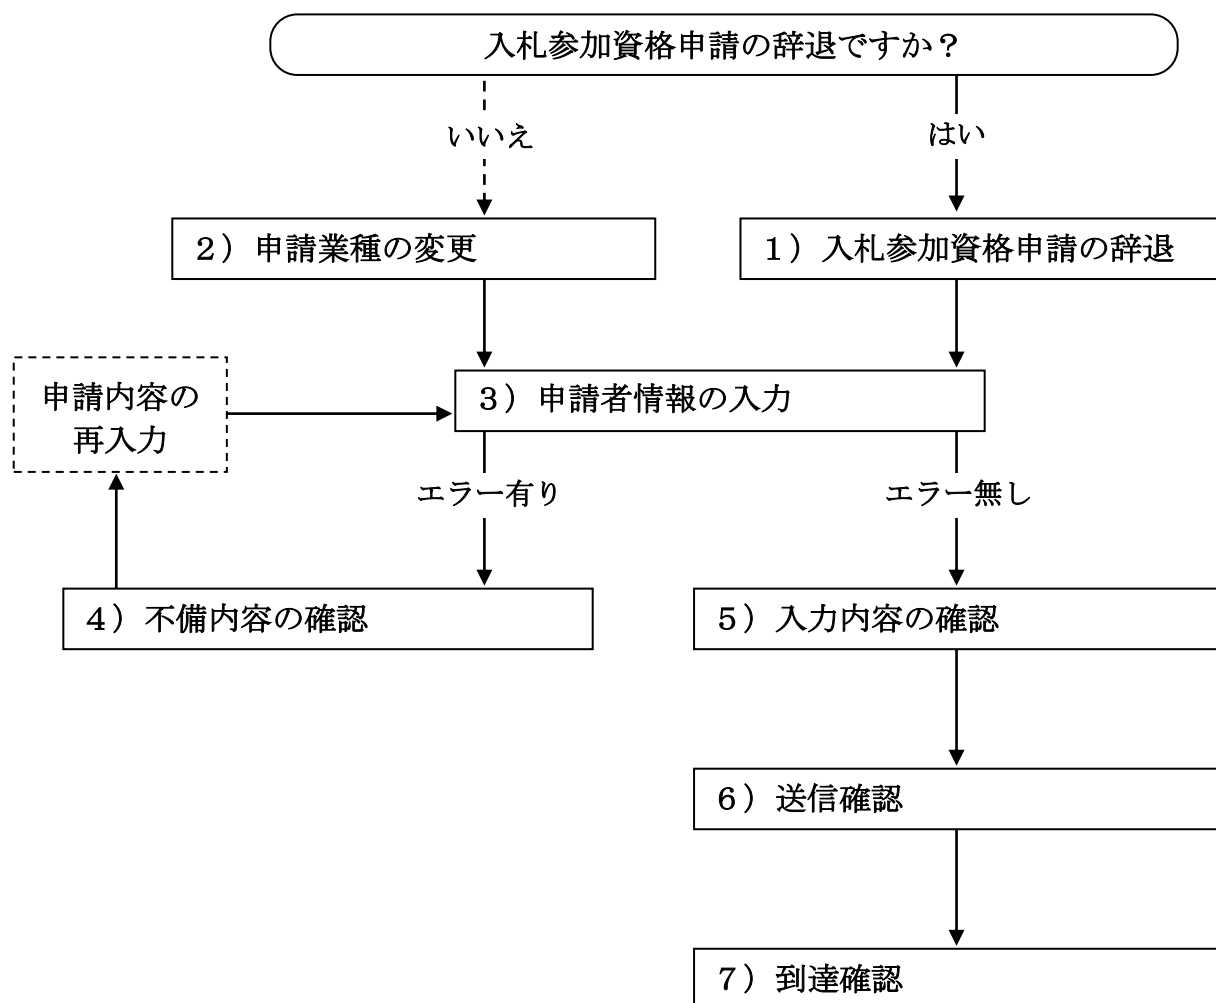 入札参加資格申請の辞退ですか？
いいえ
はい
２）申請業種の変更
１）入札参加資格申請の辞退
申請内容の
再入力
３）申請者情報の入力
エラー有り
エラー無し
４）不備内容の確認
５）入力内容の確認
６）送信確認
７）到達確認